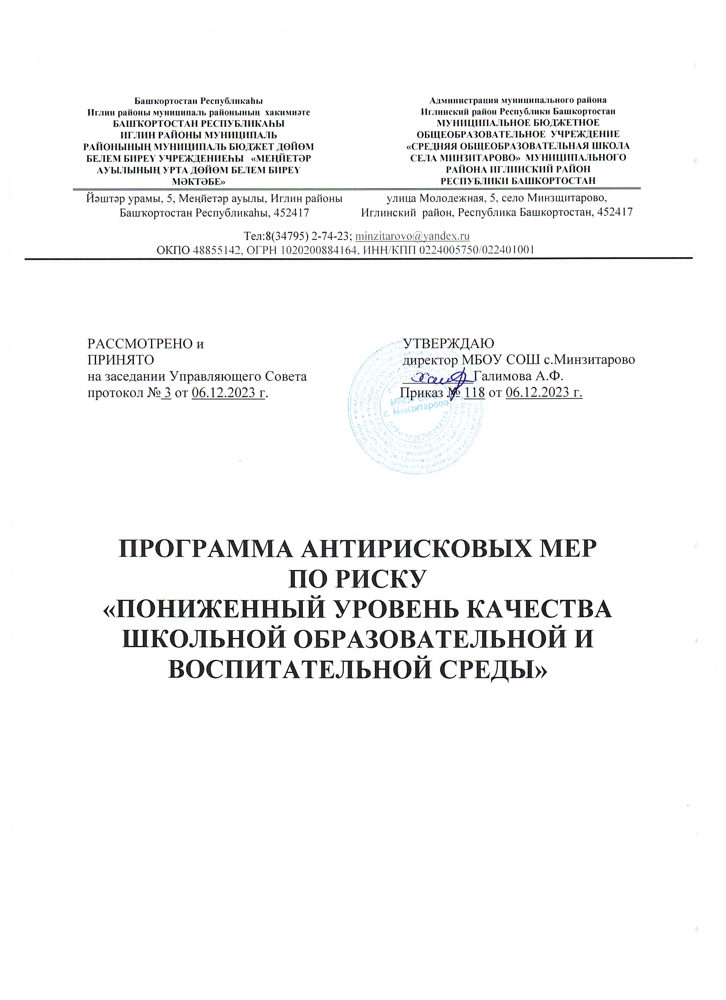 Башҡортостан Республикаһы
Иглин районы муниципаль районының хакимиәте
БАШҠОРТОСТАН РЕСПУБЛИКАҺЫ
ИГЛИН РАЙОНЫ МУНИЦИПАЛЬ
РАЙОНЫНЫҢ МУНИЦИПАЛЬ БЮДЖЕТ ДӨЙӨМ
БЕЛЕМ БИРЕҮ УЧРЕЖДЕНИЕҺЫ «МЕҢЙЕТӘР
АУЫЛЫНЫҢ УРТА ДӨЙӨМ БЕЛЕМ БИРЕҮ
МӘКТӘБЕ»
Администрация муниципального района
Иглинский район Республики Башкортостан
МУНИЦИПАЛЬНОЕ БЮДЖЕТНОЕ
ОБЩЕОБРАЗОВАТЕЛЬНОЕ УЧРЕЖДЕНИЕ
«СРЕДНЯЯ ОБЩЕОБРАЗОВАТЕЛЬНАЯ ШКОЛА
СЕЛА МИНЗИТАРОВО» МУНИЦИПАЛЬНОГО
РАЙОНА ИГЛИНСКИЙ РАЙОН
РЕСПУБЛИКИ БАШКОРТОСТАН
Йәштәр урамы, 5, Меңйетәр ауылы, Иглин районы
Башҡортостан Республикаһы, 452417
улица Молодежная, 5, село Минзщитарово,
Иглинский район, Республика Башкортостан, 452417
Тел:8(34795) 2-74-23; minzitarovo@yandex.ru
ОКПО 48855142, ОГРН 1020200884164, ИНН/КПП 0224005750/022401001
РАССМОТРЕНО и
ПРИНЯТО
на заседании Управляющего Совета
протокол № 3 от 06.12.2023 г.
УТВЕРЖДАЮ
директор МБОУ СОШ с.Минзитарово
Галимова А.Ф.
Приказ № 118 от 06.12.2023 г.
МБОУ СОШ
с. Минзитарово
ОГРН 1020200884164
ПРОГРАММА АНТИРИСКОВЫХ МЕР
ПО РИСКУ
«ПОНИЖЕННЫЙ УРОВЕНЬ КАЧЕСТВА
ШКОЛЬНОЙ ОБРАЗОВАТЕЛЬНОЙ И
ВОСПИТАТЕЛЬНОЙ СРЕДЫ»